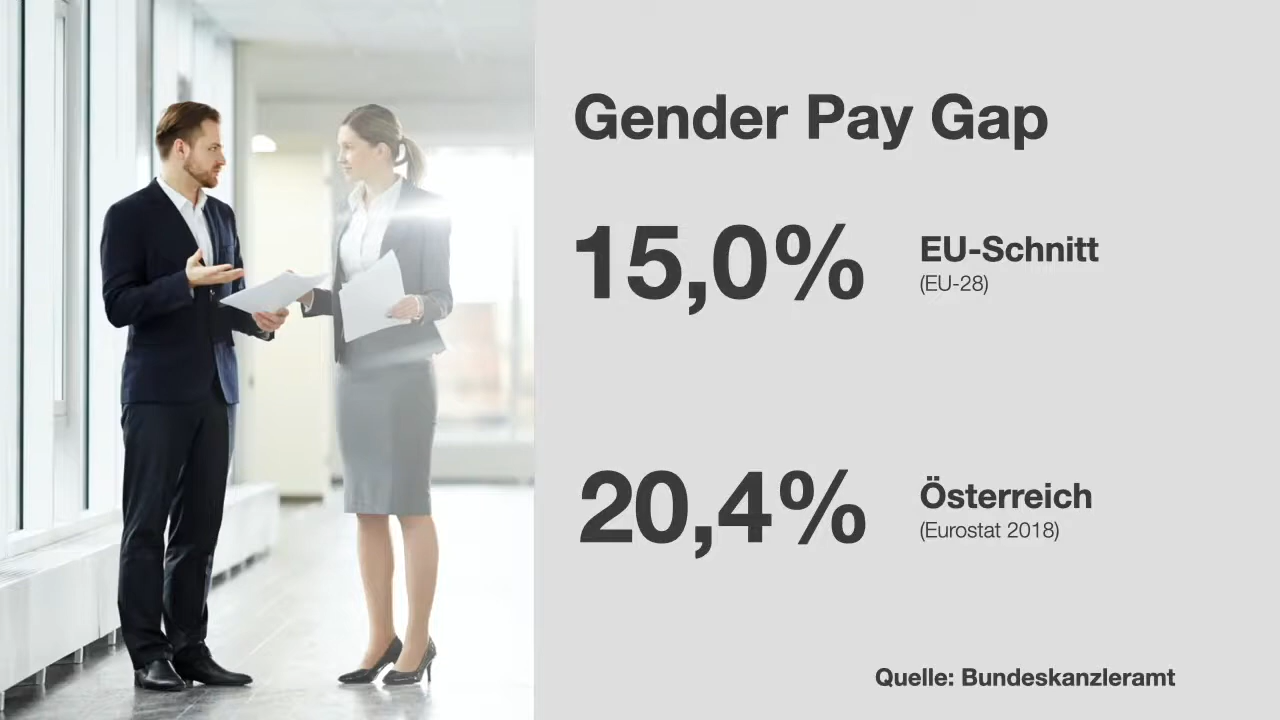 Gender Pay Gap
15,0%
EU-Schnitt
(EU-28)
20,4%
Österreich
(Eurostat 2018)
Quelle: Bundeskanzleramt